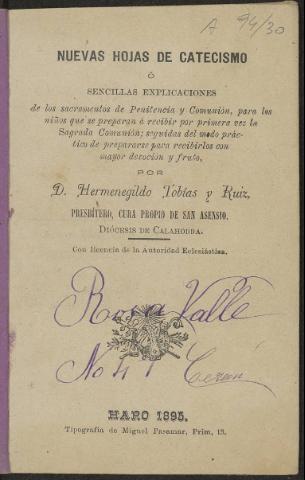 A 94/30
NUEVAS HOJAS DE CATECISMO
Ó
SENCILLAS EXPLICACIONES
de los sacramentos de Penitencia y Comunión, para los
niños que se preparan á recibir por primera vez la
Sagrada Comunión; seguidas del modo prác-
tico de prepararse para recibirlos con
mayor devoción y fruto,
POR
D. Hermenegildo Tobías y Ruiz,
PRESBÍTERO, CURA PROPIO DE SAN ASENSIO.
DIÓCESIS DE CALAHORRA.
Con licencia de la Autoridad Eclesiástica.
Rosa Valle
No 4
HARO 1895.
Tipografía de Miguel Pasamar, Prim, 13.